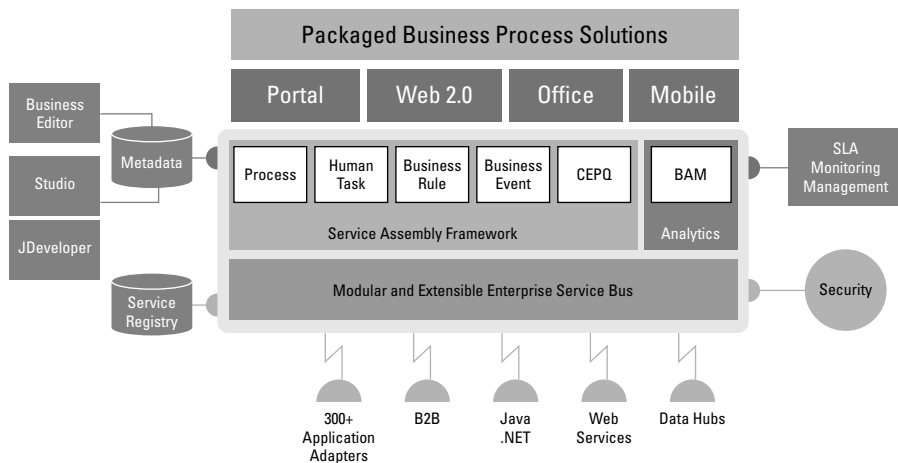 Packaged Business Process Solutions
Portal
Web 2.0
Office
Mobile
Business
Editor
Metadata
Studio
JDeveloper
Service
Registry
Process
Human
Task
Business
Rule
Business
Event
CEPQ
BAM
Service Assembly Framework
Analytics
Modular and Extensible Enterprise Service Bus
SLA
Monitoring
Management
Security
300+
Application
Adapters
B2B
Java
.NET
Web
Services
Data Hubs